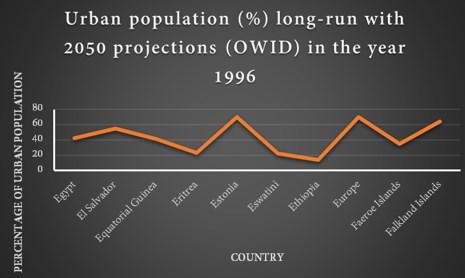 Urban population (%) long-run with
2050 projections (OWID) in the year
1996
PERCENTAGE OF URBAN POPULATION
80
60
40
20
0
Egypt
El Salvador
Equatorial Guinea
Eritrea
Estonia
Eswatini
Ethiopia
Europe
Faeroe Islands
Falkland Islands
COUNTRY